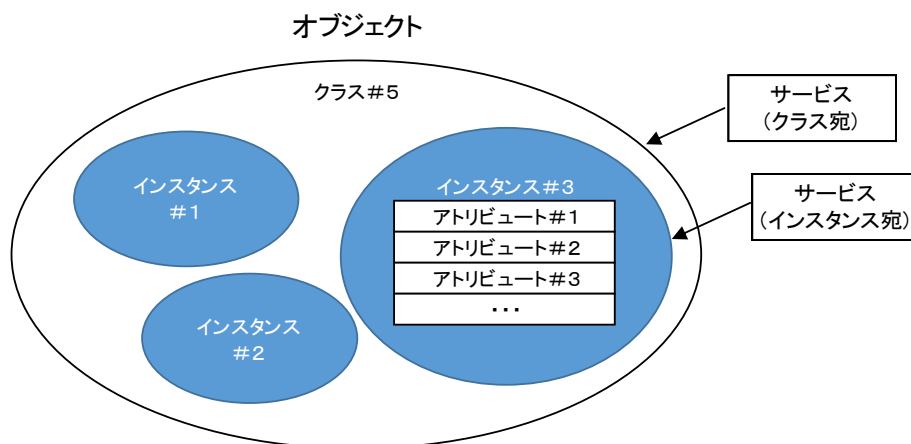 オブジェクト
クラス#5
サービス
(クラス宛)
インスタンス
#1
インスタンス#3
サービス
(インスタンス宛)
アトリビュート#1
アトリビュート#2
アトリビュート#3
・・・
インスタンス
#2